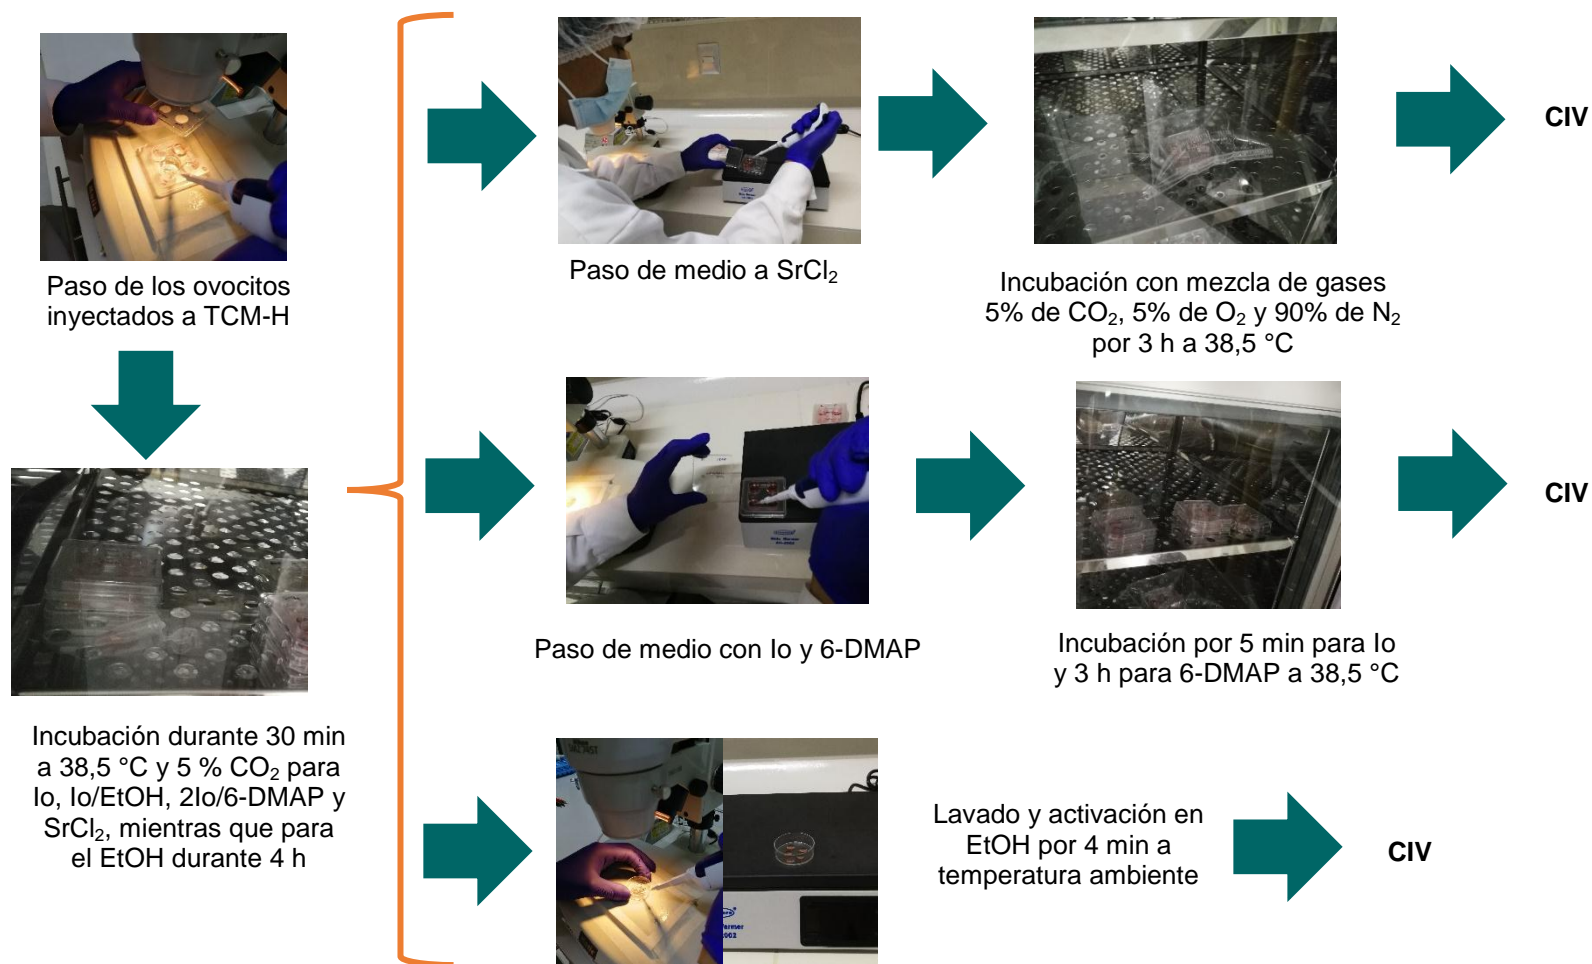 Paso de los ovocitos
inyectados a TCM-H
Incubación durante 30 min
a 38,5 °C y 5 % CO₂ para
Io, Io/EtOH, 2Io/6-DMAP y
SrCl₂, mientras que para
el EtOH durante 4 h
Paso de medio a SrCl₂
Incubación con mezcla de gases
5% de CO₂, 5% de O₂ y 90% de N₂
por 3 h a 38,5 °C
CIV
Paso de medio con Io y 6-DMAP
Incubación por 5 min para Io
y 3 h para 6-DMAP a 38,5 °C
CIV
Lavado y activación en
EtOH por 4 min a
temperatura ambiente
CIV